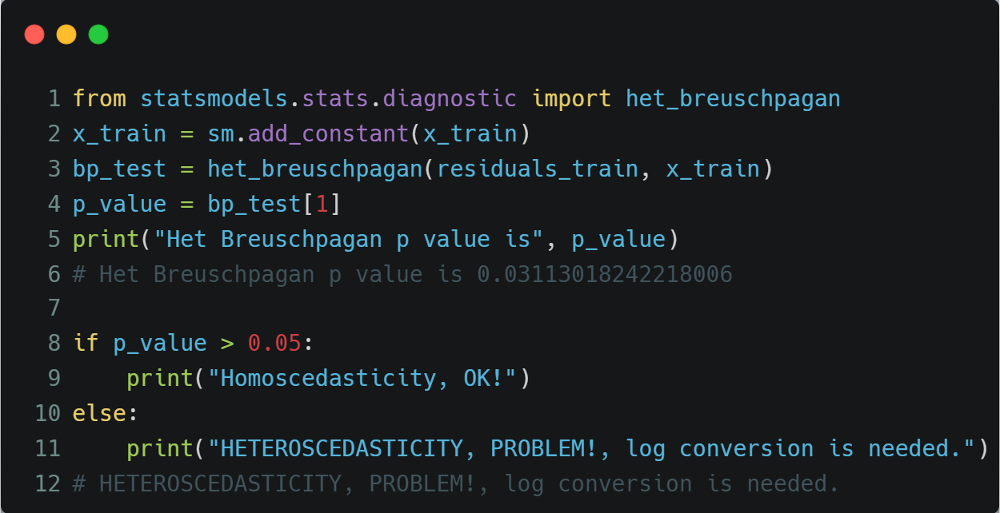 1 from statsmodels.stats.diagnostic import het_breuschpagan
2 x_train = sm.add_constant(x_train)
3 bp_test = het_breuschpagan(residuals_train, x_train)
4 p_value = bp_test[1]
5 print("Het Breuschpagan p value is", p_value)
6 # Het Breuschpagan p value is 0.03113018242218006
7
8 if p_value > 0.05:
9     print("Homoscedasticity, OK!")
10 else:
11     print("HETEROSCEDASTICITY, PROBLEM!, log conversion is needed.")
12 # HETEROSCEDASTICITY, PROBLEM!, log conversion is needed.